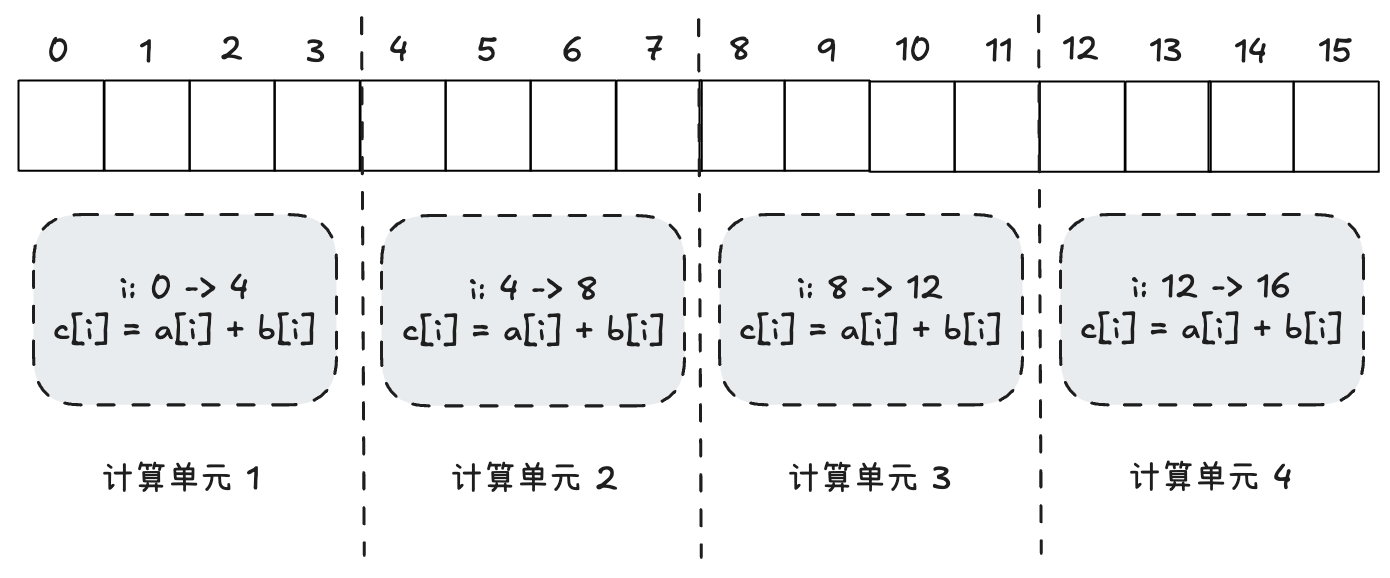 0 1 2 3 4 5 6 7 8 9 10 11 12 13 14 15
i: 0 -> 4
c[i] = a[i] + b[i]
i: 4 -> 8
c[i] = a[i] + b[i]
i: 8 -> 12
c[i] = a[i] + b[i]
i: 12 -> 16
c[i] = a[i] + b[i]
计算单元 1
计算单元 2
计算单元 3
计算单元 4